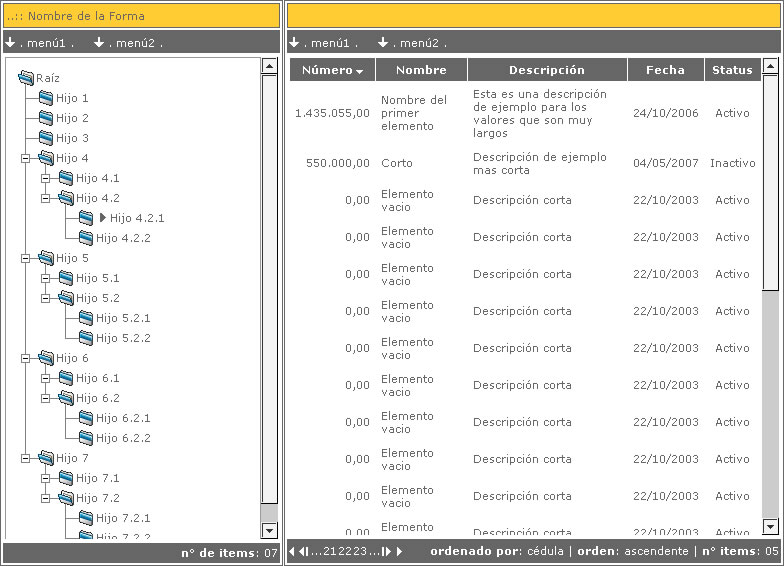 ..:: Nombre de la Forma
. menú1 . . menú2 .
Raíz
Hijo 1
Hijo 2
Hijo 3
Hijo 4
Hijo 4.1
Hijo 4.2
Hijo 4.2.1
Hijo 4.2.2
Hijo 5
Hijo 5.1
Hijo 5.2
Hijo 5.2.1
Hijo 5.2.2
Hijo 6
Hijo 6.1
Hijo 6.2
Hijo 6.2.1
Hijo 6.2.2
Hijo 7
Hijo 7.1
Hijo 7.2
Hijo 7.2.1
Hijo 7.2.2
n° de items: 07
. menú1 . . menú2 .
Número Nombre Descripción Fecha Status
1.435.055,00 Nombre del primer elemento Esta es una descripción de ejemplo para los valores que son muy largos 24/10/2006 Activo
550.000,00 Corto Descripción de ejemplo mas corta 04/05/2007 Inactivo
0,00 Elemento vacio Descripción corta 22/10/2003 Activo
0,00 Elemento vacio Descripción corta 22/10/2003 Activo
0,00 Elemento vacio Descripción corta 22/10/2003 Activo
0,00 Elemento vacio Descripción corta 22/10/2003 Activo
0,00 Elemento vacio Descripción corta 22/10/2003 Activo
0,00 Elemento vacio Descripción corta 22/10/2003 Activo
0,00 Elemento vacio Descripción corta 22/10/2003 Activo
0,00 Elemento vacio Descripción corta 22/10/2003 Activo
0,00 Elemento vacio Descripción corta 22/10/2003 Activo
0,00 Elemento Descripción corta 22/10/2003 Activo
...212223... ordenado por: cédula | orden: ascendente | n° items: 05